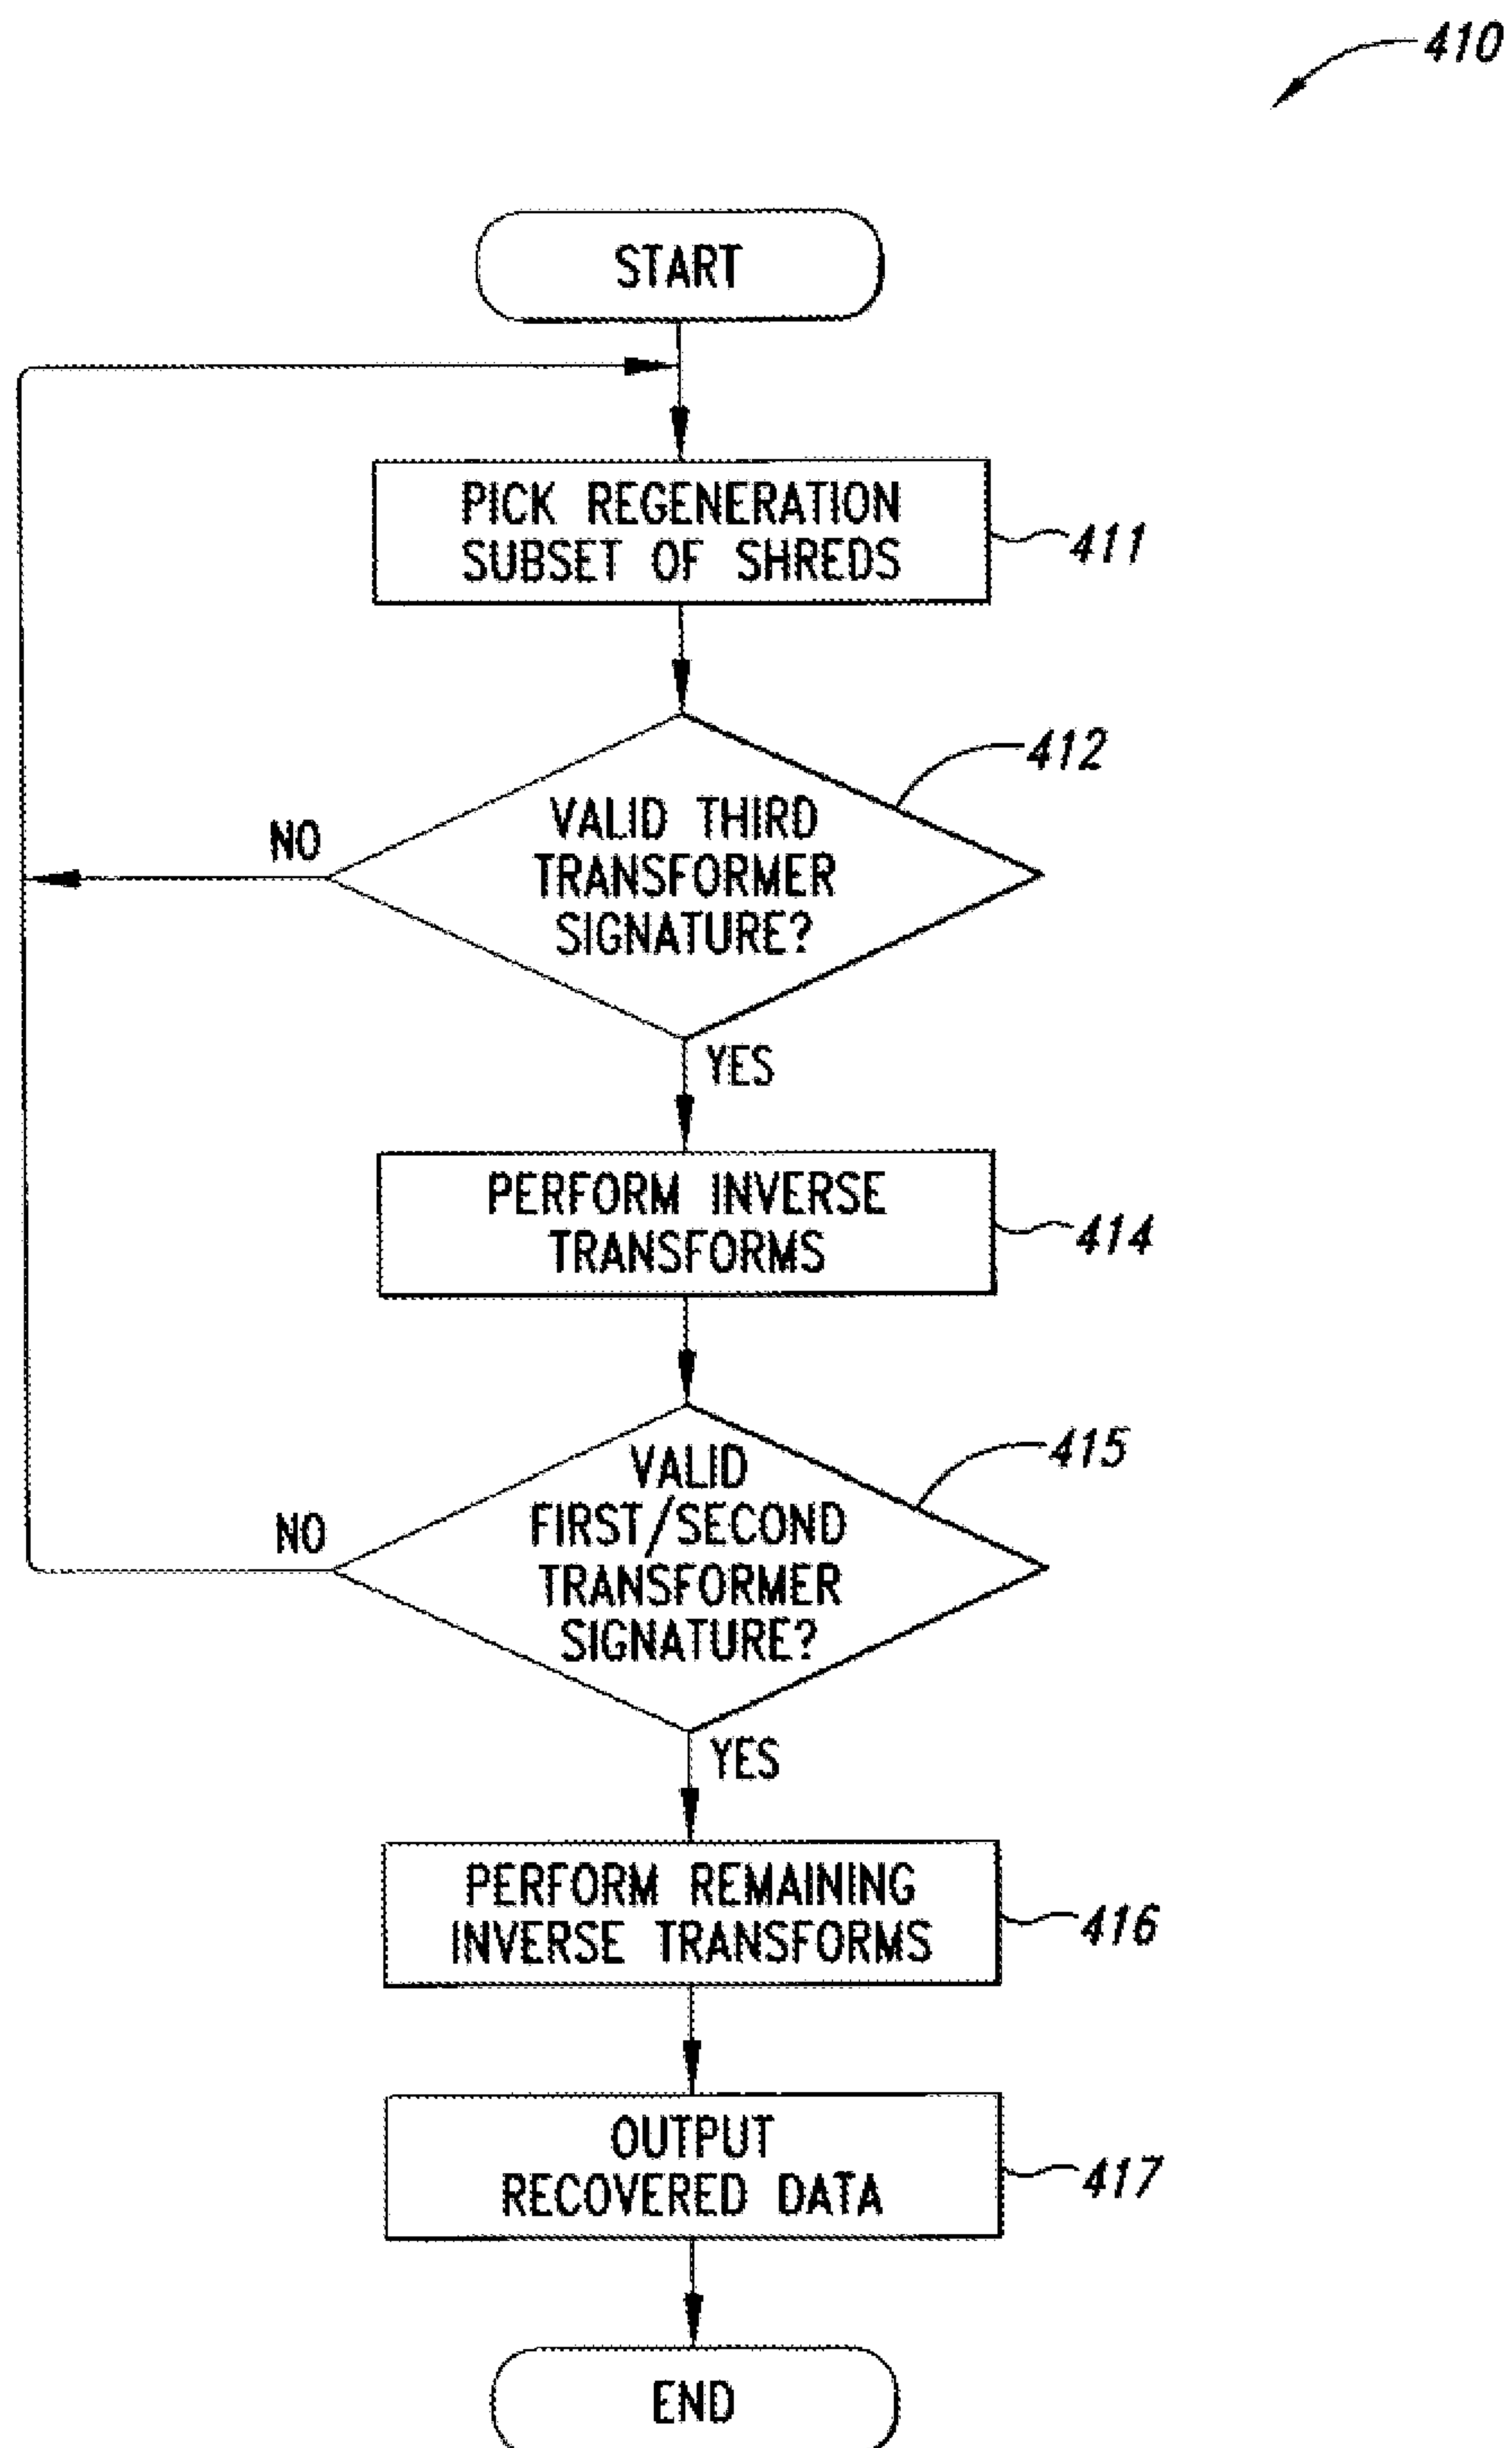 410
START
PICK REGENERATION
SUBSET OF SHREDS
411
412
VALID THIRD
TRANSFORMER
SIGNATURE?
NO
YES
PERFORM INVERSE
TRANSFORMS
414
415
VALID
FIRST/SECOND
TRANSFORMER
SIGNATURE?
NO
YES
PERFORM REMAINING
INVERSE TRANSFORMS
416
OUTPUT
RECOVERED DATA
417
END